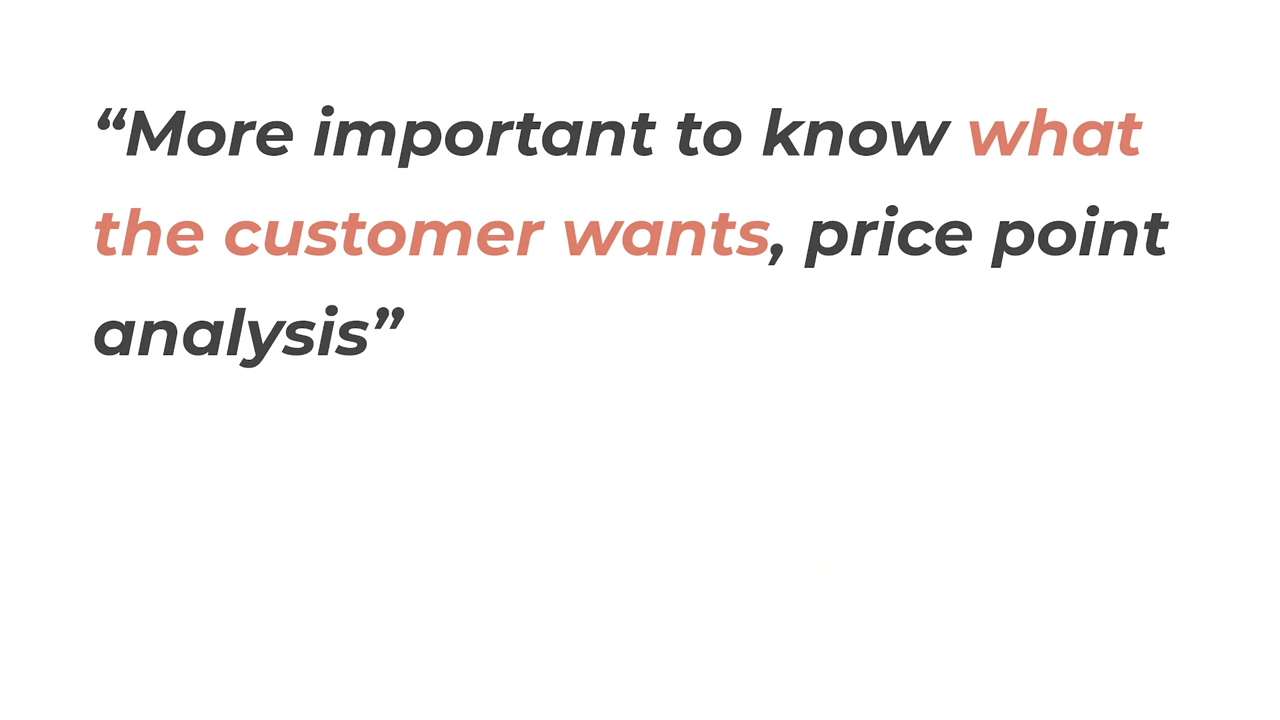 “More important to know what
the customer wants, price point
analysis”